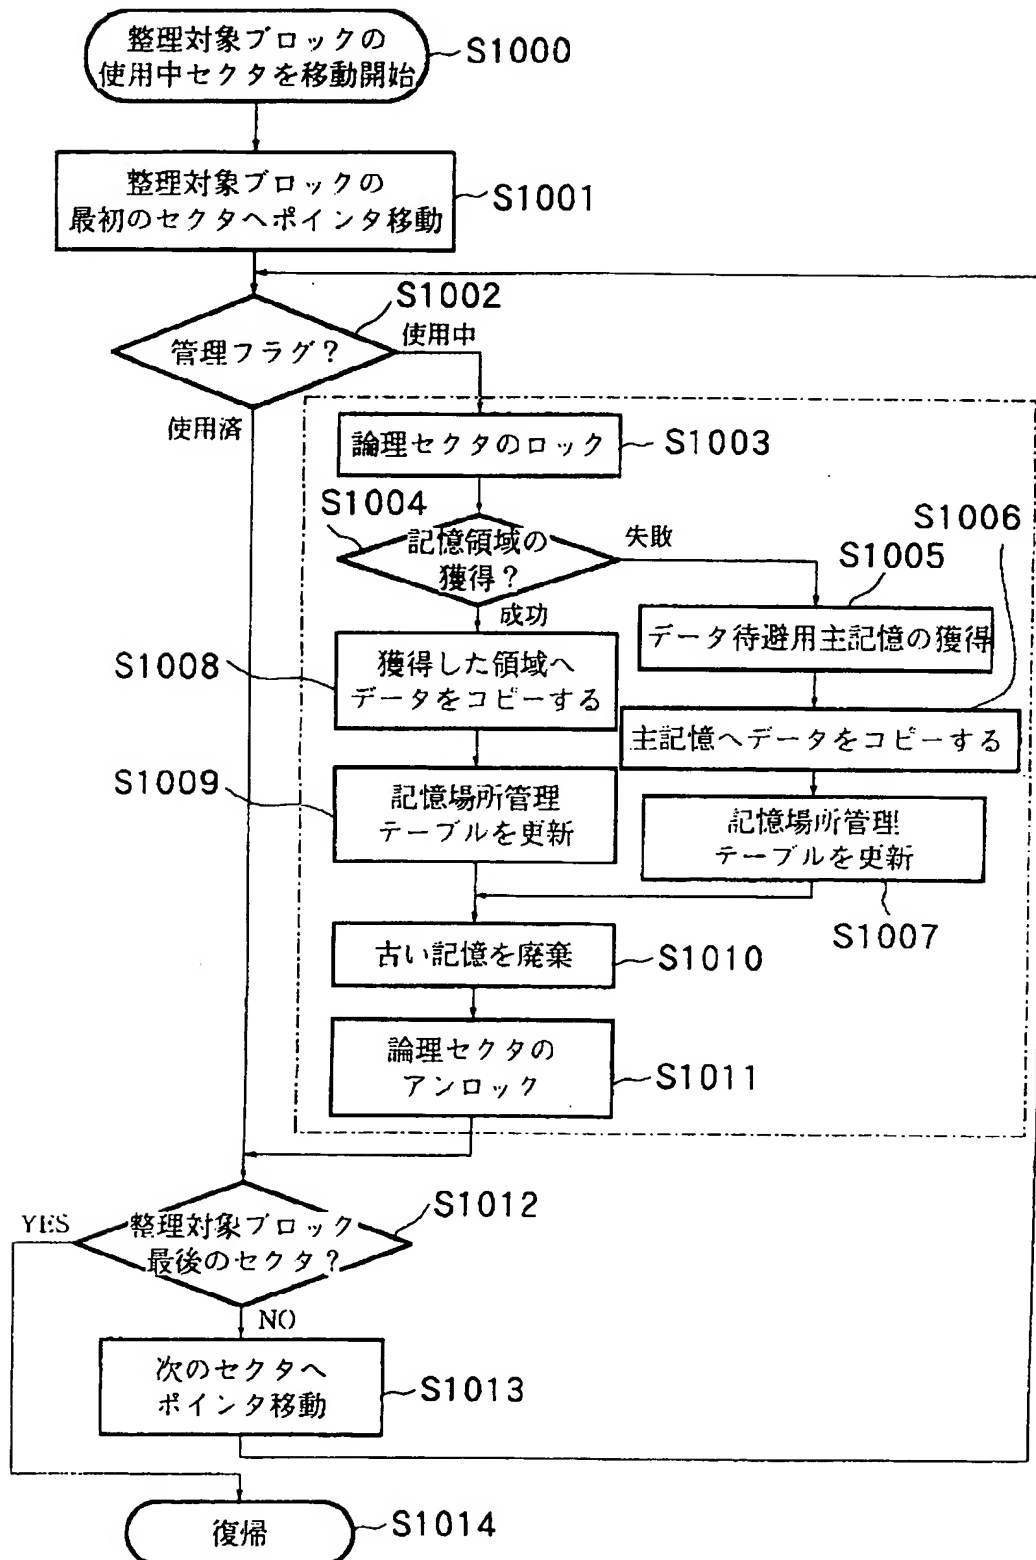 整理対象ブロックの
使用中セクタを移動開始
S1000
整理対象ブロックの
最初のセクタへポインタ移動
S1001
S1002
管理フラグ?
使用中
使用済
論理セクタのロック
S1003
S1004
記憶領域の
獲得?
失敗
成功
S1006
S1005
データ待避用主記憶の獲得
S1008
獲得した領域へ
データをコピーする
主記憶へデータをコピーする
S1009
記憶場所管理
テーブルを更新
記憶場所管理
テーブルを更新
S1007
古い記憶を廃棄
S1010
論理セクタの
アンロック
S1011
S1012
YES
整理対象ブロック
最後のセクタ?
NO
次のセクタへ
ポインタ移動
S1013
復帰
S1014